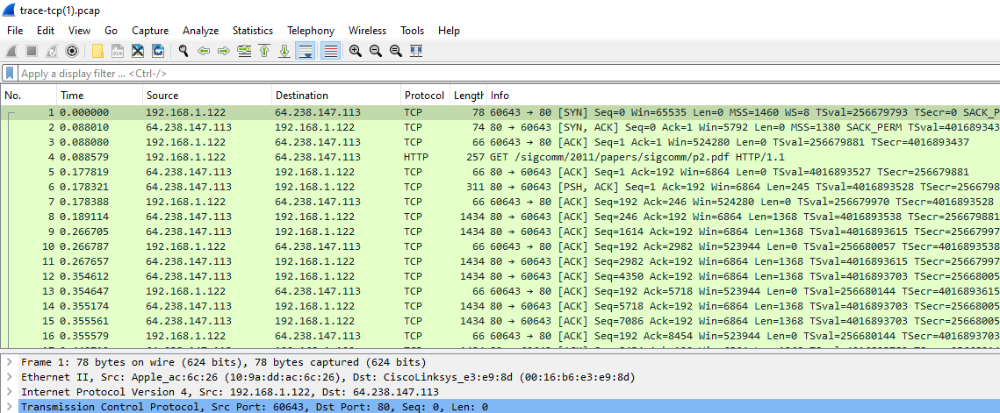 trace-tcp(1).pcap
File Edit View Go Capture Analyze Statistics Telephony Wireless Tools Help
Apply a display filter ... <Ctrl-/>
No. Time Source Destination Protocol Length Info
1 0.000000 192.168.1.122 64.238.147.113 TCP 78 60643 → 80 [SYN] Seq=0 Win=65535 Len=0 MSS=1460 WS=8 TSval=256679793 TSecr=0 SACK_P
2 0.088010 64.238.147.113 192.168.1.122 TCP 74 80 → 60643 [SYN, ACK] Seq=0 Ack=1 Win=5792 Len=0 MSS=1380 SACK_PERM TSval=401689343
3 0.088080 192.168.1.122 64.238.147.113 TCP 66 60643 → 80 [ACK] Seq=1 Ack=1 Win=524280 Len=0 TSval=256679881 TSecr=4016893437
4 0.088579 192.168.1.122 64.238.147.113 HTTP 257 GET /sigcomm/2011/papers/sigcomm/p2.pdf HTTP/1.1
5 0.177819 64.238.147.113 192.168.1.122 TCP 66 80 → 60643 [ACK] Seq=1 Ack=192 Win=6864 Len=0 TSval=4016893527 TSecr=256679881
6 0.178321 64.238.147.113 192.168.1.122 TCP 311 80 → 60643 [PSH, ACK] Seq=1 Ack=192 Win=6864 Len=245 TSval=4016893528 TSecr=2566798
7 0.178388 192.168.1.122 64.238.147.113 TCP 66 60643 → 80 [ACK] Seq=192 Ack=246 Win=524280 Len=0 TSval=256679970 TSecr=4016893528
8 0.189114 64.238.147.113 192.168.1.122 TCP 1434 80 → 60643 [ACK] Seq=246 Ack=192 Win=6864 Len=1368 TSval=4016893538 TSecr=256679881
9 0.266705 64.238.147.113 192.168.1.122 TCP 1434 80 → 60643 [ACK] Seq=1614 Ack=192 Win=6864 Len=1368 TSval=4016893615 TSecr=25667997
10 0.266787 192.168.1.122 64.238.147.113 TCP 66 60643 → 80 [ACK] Seq=192 Ack=2982 Win=523944 Len=0 TSval=256680057 TSecr=4016893538
11 0.267657 64.238.147.113 192.168.1.122 TCP 1434 80 → 60643 [ACK] Seq=2982 Ack=192 Win=6864 Len=1368 TSval=4016893615 TSecr=25667997
12 0.354612 64.238.147.113 192.168.1.122 TCP 1434 80 → 60643 [ACK] Seq=4350 Ack=192 Win=6864 Len=1368 TSval=4016893703 TSecr=25668005
13 0.354647 192.168.1.122 64.238.147.113 TCP 66 60643 → 80 [ACK] Seq=192 Ack=5718 Win=523944 Len=0 TSval=256680144 TSecr=4016893615
14 0.355174 64.238.147.113 192.168.1.122 TCP 1434 80 → 60643 [ACK] Seq=5718 Ack=192 Win=6864 Len=1368 TSval=4016893703 TSecr=25668005
15 0.355561 64.238.147.113 192.168.1.122 TCP 1434 80 → 60643 [ACK] Seq=7086 Ack=192 Win=6864 Len=1368 TSval=4016893703 TSecr=25668005
16 0.355579 192.168.1.122 64.238.147.113 TCP 66 60643 → 80 [ACK] Seq=192 Ack=8454 Win=523944 Len=0 TSval=256680144 TSecr=4016893703
Frame 1: 78 bytes on wire (624 bits), 78 bytes captured (624 bits)
Ethernet II, Src: Apple_ac:6c:26 (10:9a:dd:ac:6c:26), Dst: CiscoLinksys_e3:e9:8d (00:16:b6:e3:e9:8d)
Internet Protocol Version 4, Src: 192.168.1.122, Dst: 64.238.147.113
Transmission Control Protocol, Src Port: 60643, Dst Port: 80, Seq: 0, Len: 0